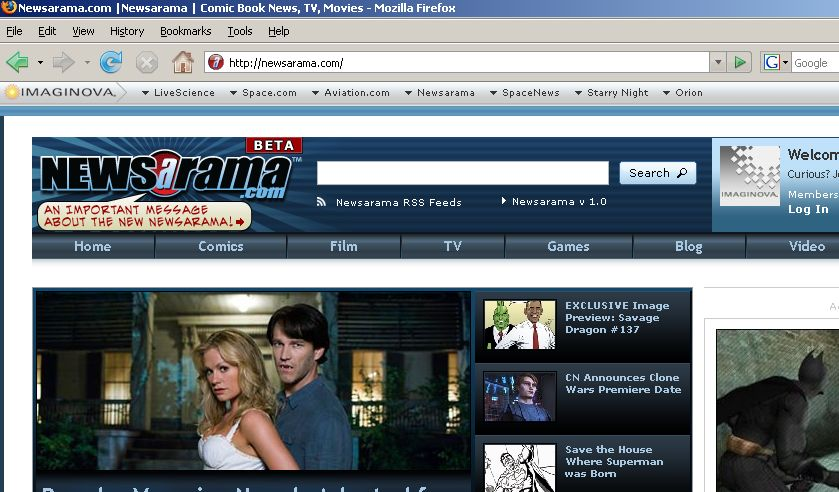 Newsarama.com |Newsarama | Comic Book News, TV, Movies - Mozilla Firefox
File Edit View History Bookmarks Tools Help
http://newsarama.com/
G Google
IMAGINOVA. LiveScience Space.com Aviation.com Newsarama SpaceNews Starry Night Orion
BETA
NEWSarama.com™
AN IMPORTANT MESSAGE
ABOUT THE NEW NEWSARAMA!
Search
Newsarama RSS Feeds Newsarama v 1.0
IMAGINOVA.
Welcom
Curious? J
Members
Log In
Home Comics Film TV Games Blog Video
EXCLUSIVE Image
Preview: Savage
Dragon #137
CN Announces Clone
Wars Premiere Date
Save the House
Where Superman
was Born